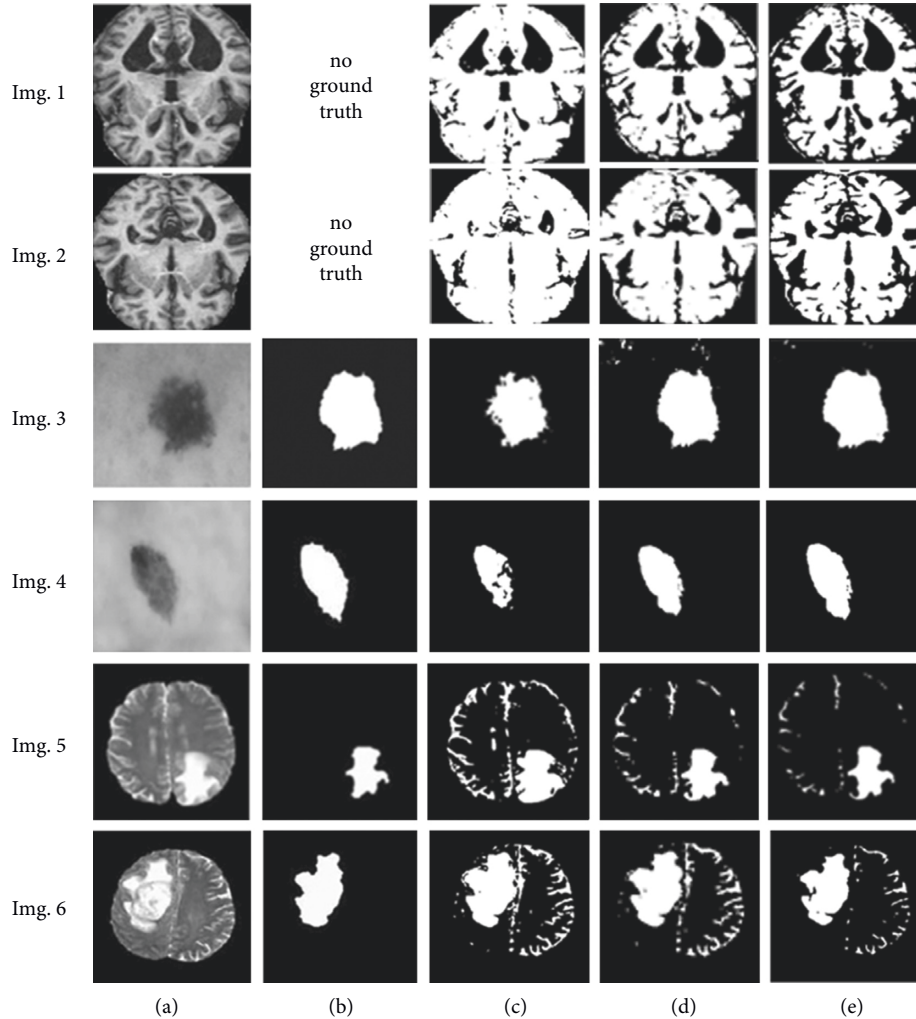 Img. 1
no
ground
truth
Img. 2
no
ground
truth
Img. 3
Img. 4
Img. 5
Img. 6
(a) (b) (c) (d) (e)